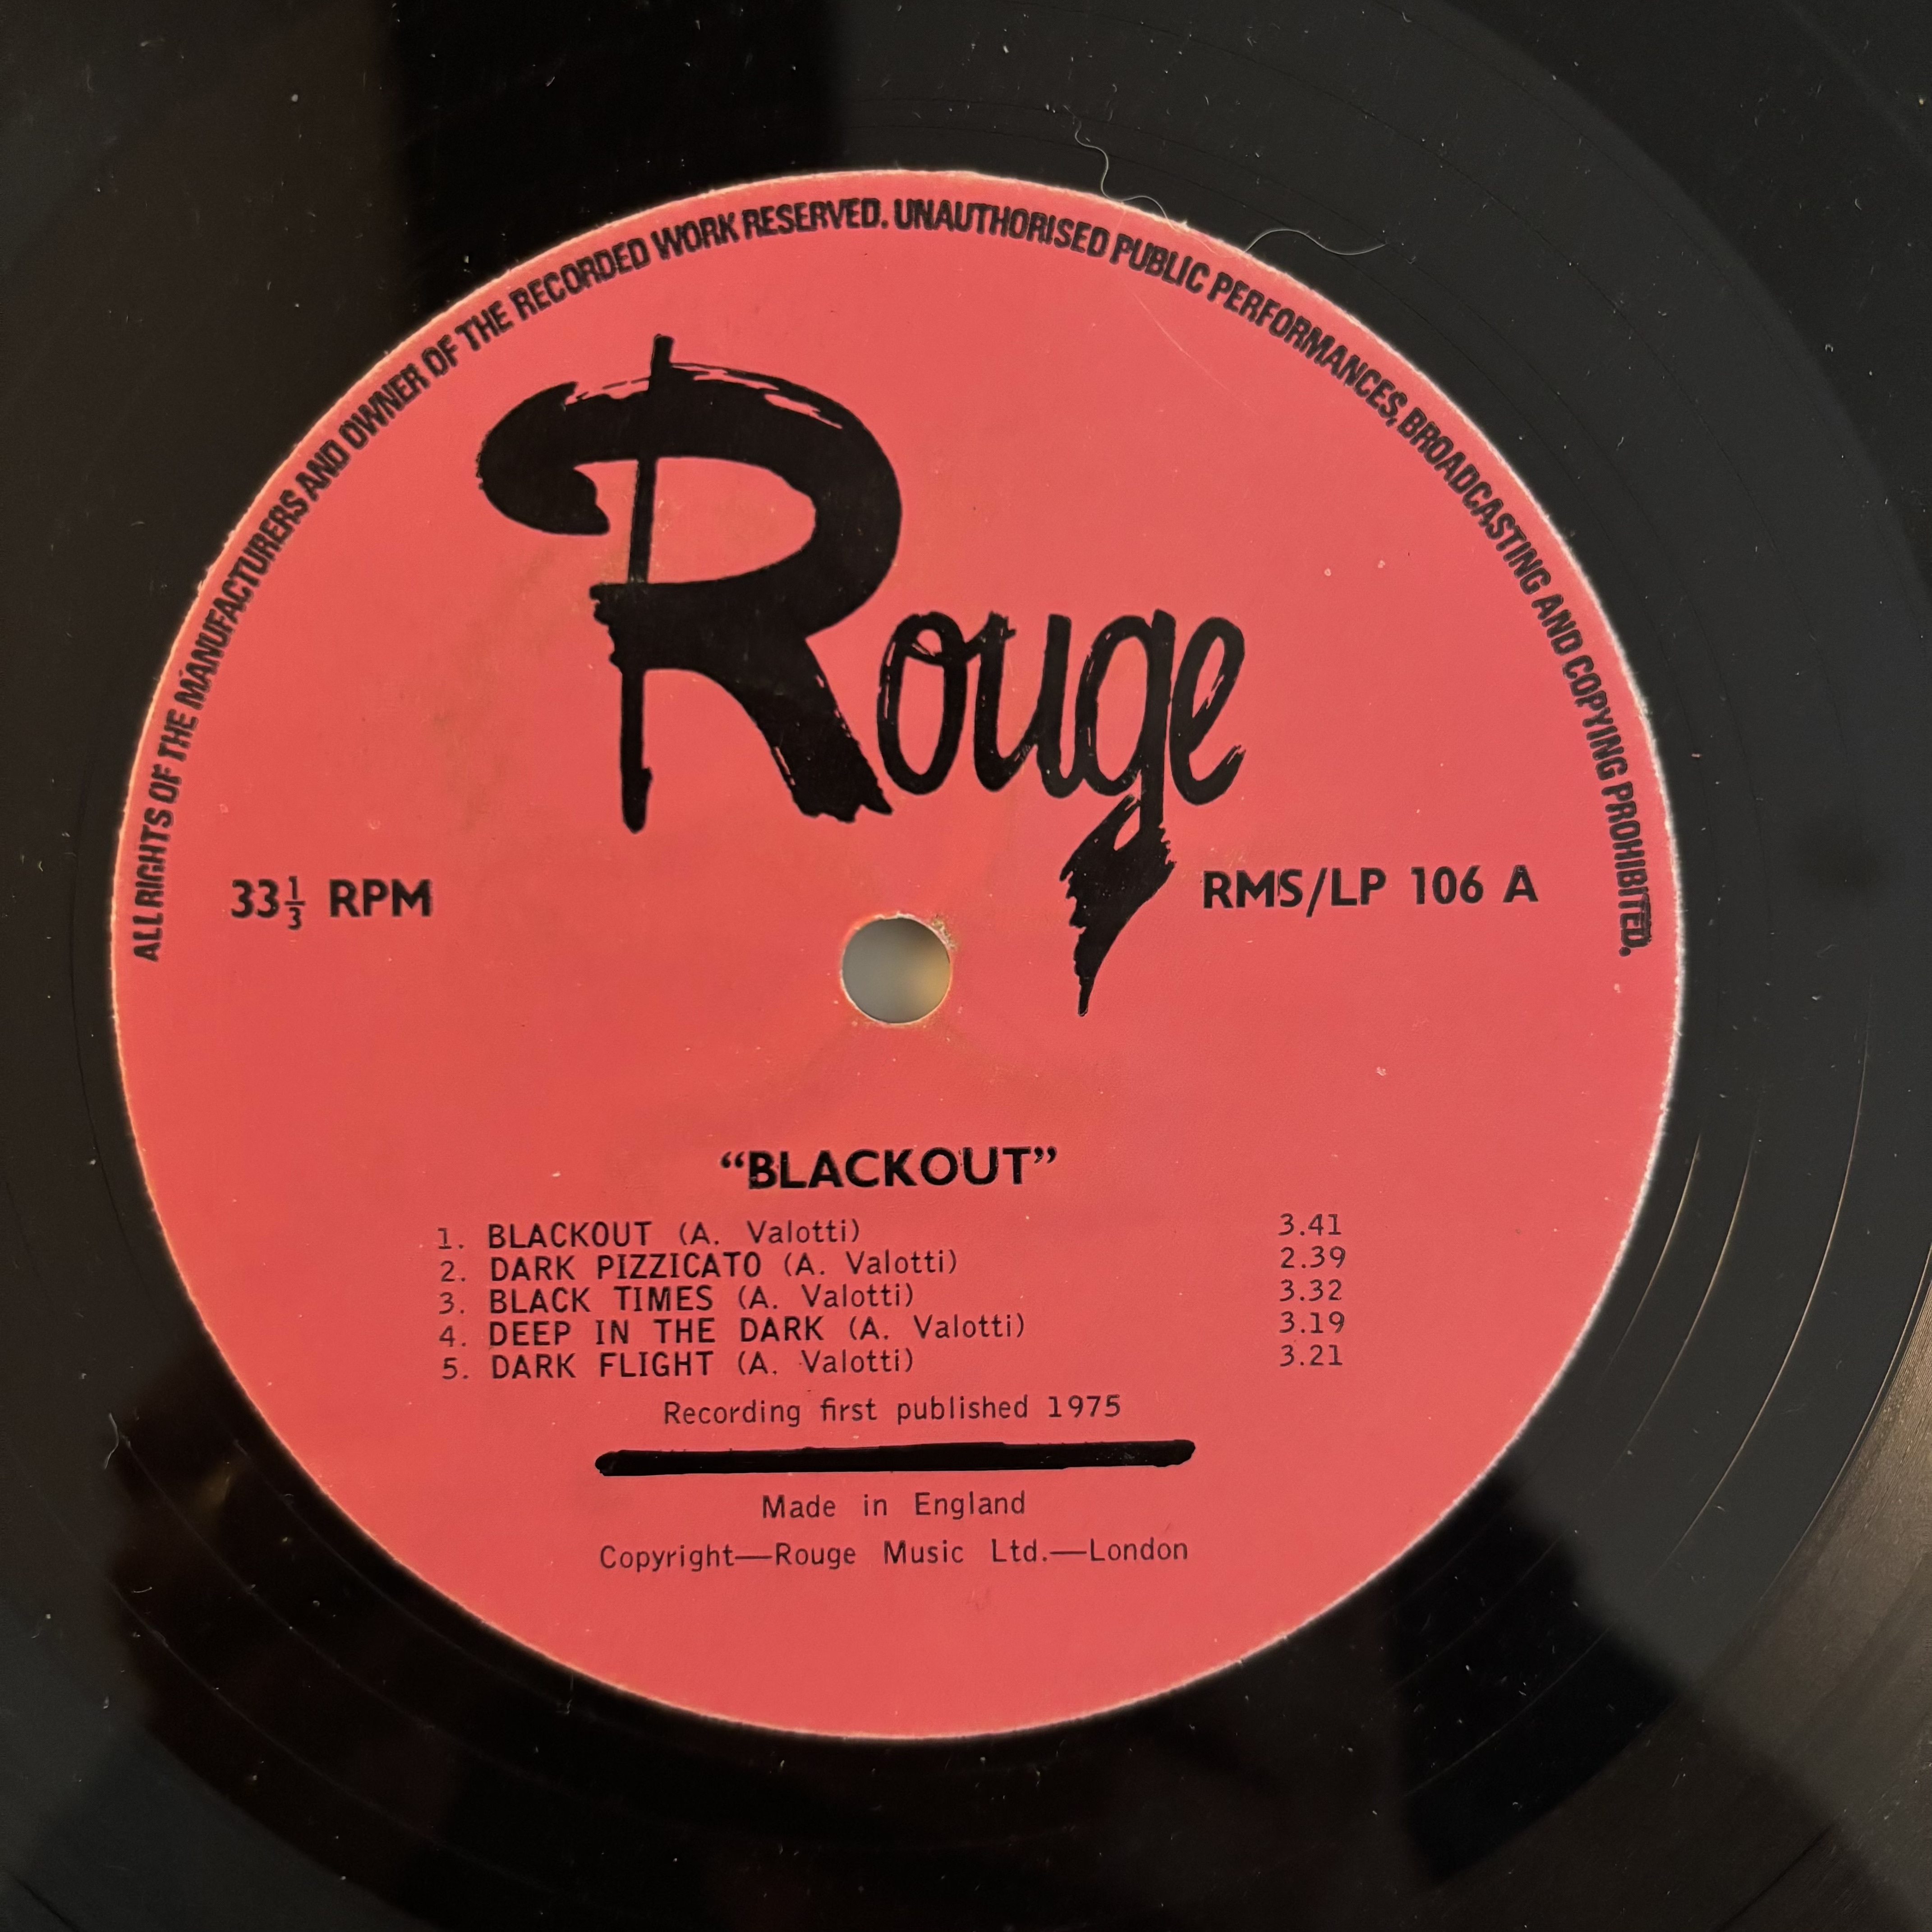 ALL RIGHTS OF THE MANUFACTURERS AND OWNER OF THE RECORDED WORK RESERVED. UNAUTHORISED PUBLIC PERFORMANCES, BROADCASTING AND COPYING PROHIBITED.
Rouge
33⅓ RPM
RMS/LP 106 A
“BLACKOUT”
1. BLACKOUT (A. Valotti) 3.41
2. DARK PIZZICATO (A. Valotti) 2.39
3. BLACK TIMES (A. Valotti) 3.32
4. DEEP IN THE DARK (A. Valotti) 3.19
5. DARK FLIGHT (A. Valotti) 3.21
Recording first published 1975
Made in England
Copyright—Rouge Music Ltd.—London